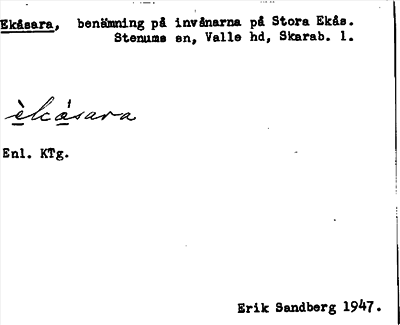 Ekåsara, benämning på invånarna på Stora Ekås.
Stenums sn, Valle hd, Skarab. l.
èkåsara
Enl. KTg.
Erik Sandberg 1947.